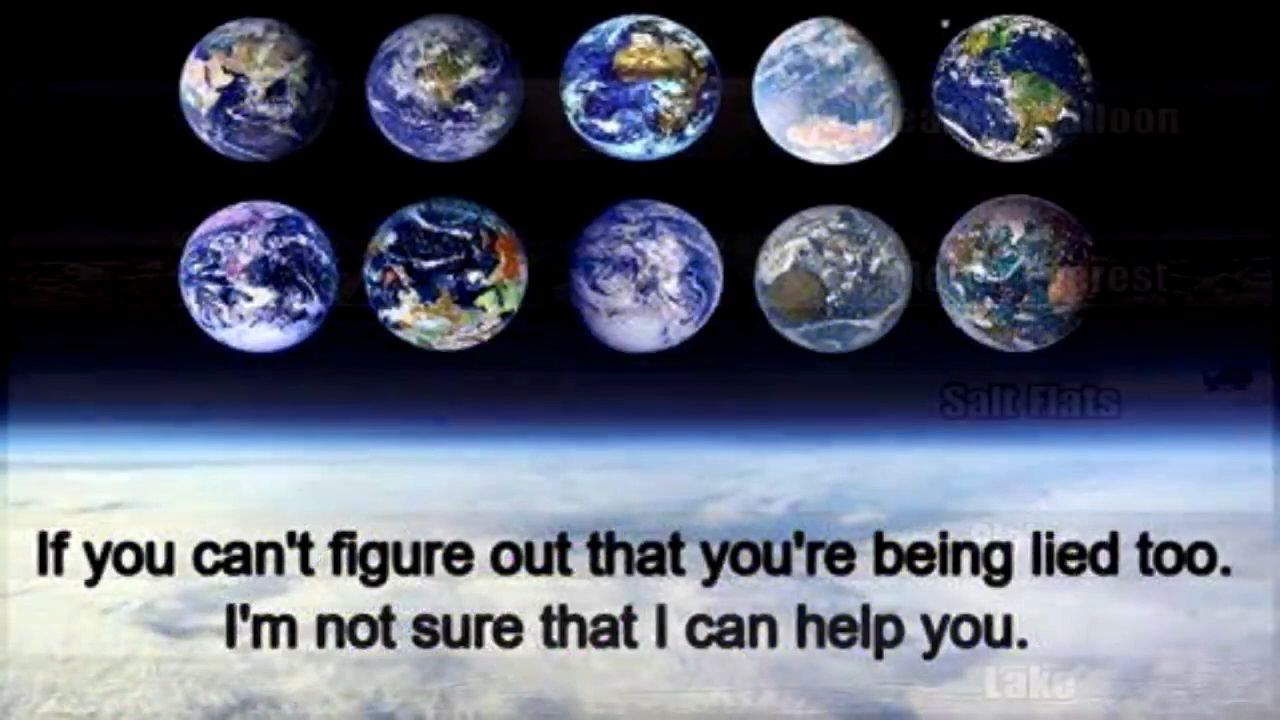 Salt Flats
If you can't figure out that you're being lied too.
I'm not sure that I can help you.
Lake